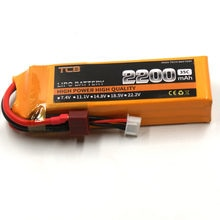 TCB
LIPO BATTERY
HIGH POWER HIGH QUALITY
7.4V 11.1V 14.8V 18.5V 22.2V
2200
35C
mAh